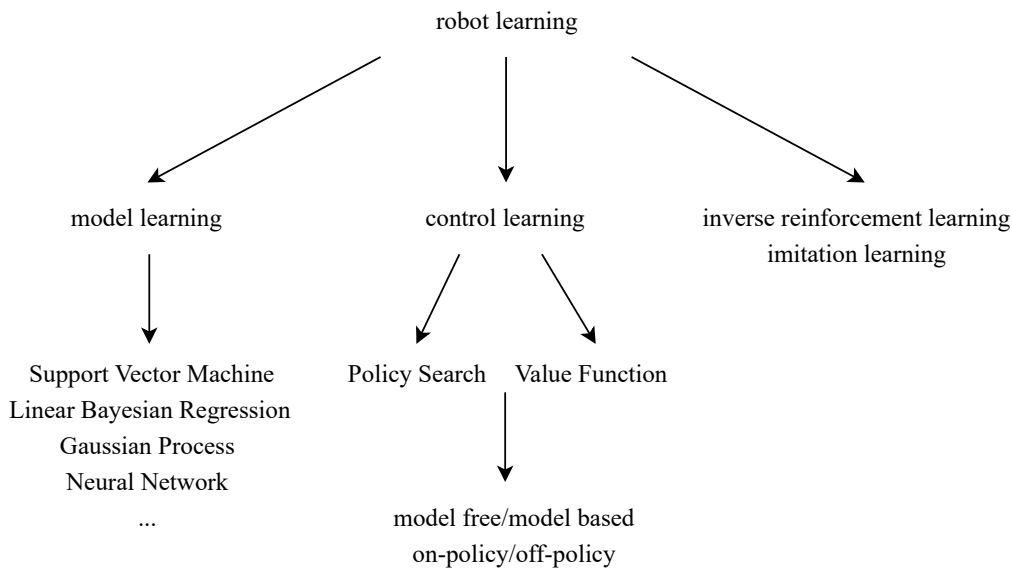 robot learning
model learning
control learning
inverse reinforcement learning
imitation learning
Support Vector Machine
Linear Bayesian Regression
Gaussian Process
Neural Network
...
Policy Search
Value Function
model free/model based
on-policy/off-policy